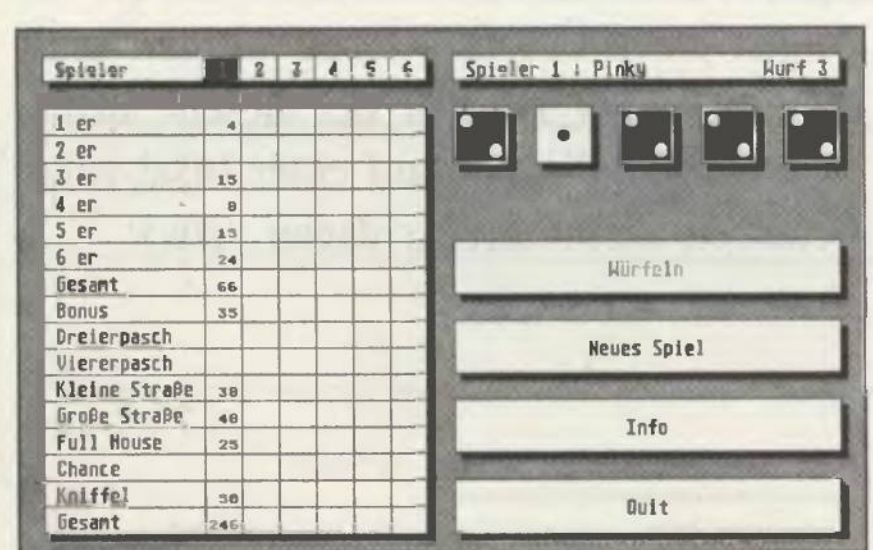 Spieler 1 2 3 4 5 6
1 er 4
2 er
3 er 15
4 er 8
5 er 15
6 er 24
Gesamt 66
Bonus 35
Dreierpasch
Viererpasch
Kleine Straße 30
Große Straße 40
Full House 25
Chance
Kniffel 50
Gesamt 246
Spieler 1 : Pinky Wurf 3
Würfeln
Neues Spiel
Info
Quit